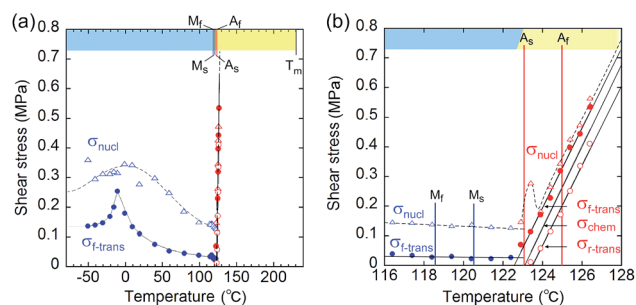 (a)
Mf
Af
Ms
As
Tm
0.8
0.7
0.6
0.5
0.4
0.3
0.2
0.1
0
Shear stress (MPa)
σnucl
σf-trans
-50
0
50
100
150
200
Temperature (℃)
(b)
As
Af
0.8
0.7
0.6
0.5
0.4
0.3
0.2
0.1
0
Shear stress (MPa)
σnucl
Mf
Ms
σnucl
σf-trans
σf-trans
σchem
σr-trans
116
118
120
122
124
126
128
Temperature (℃)